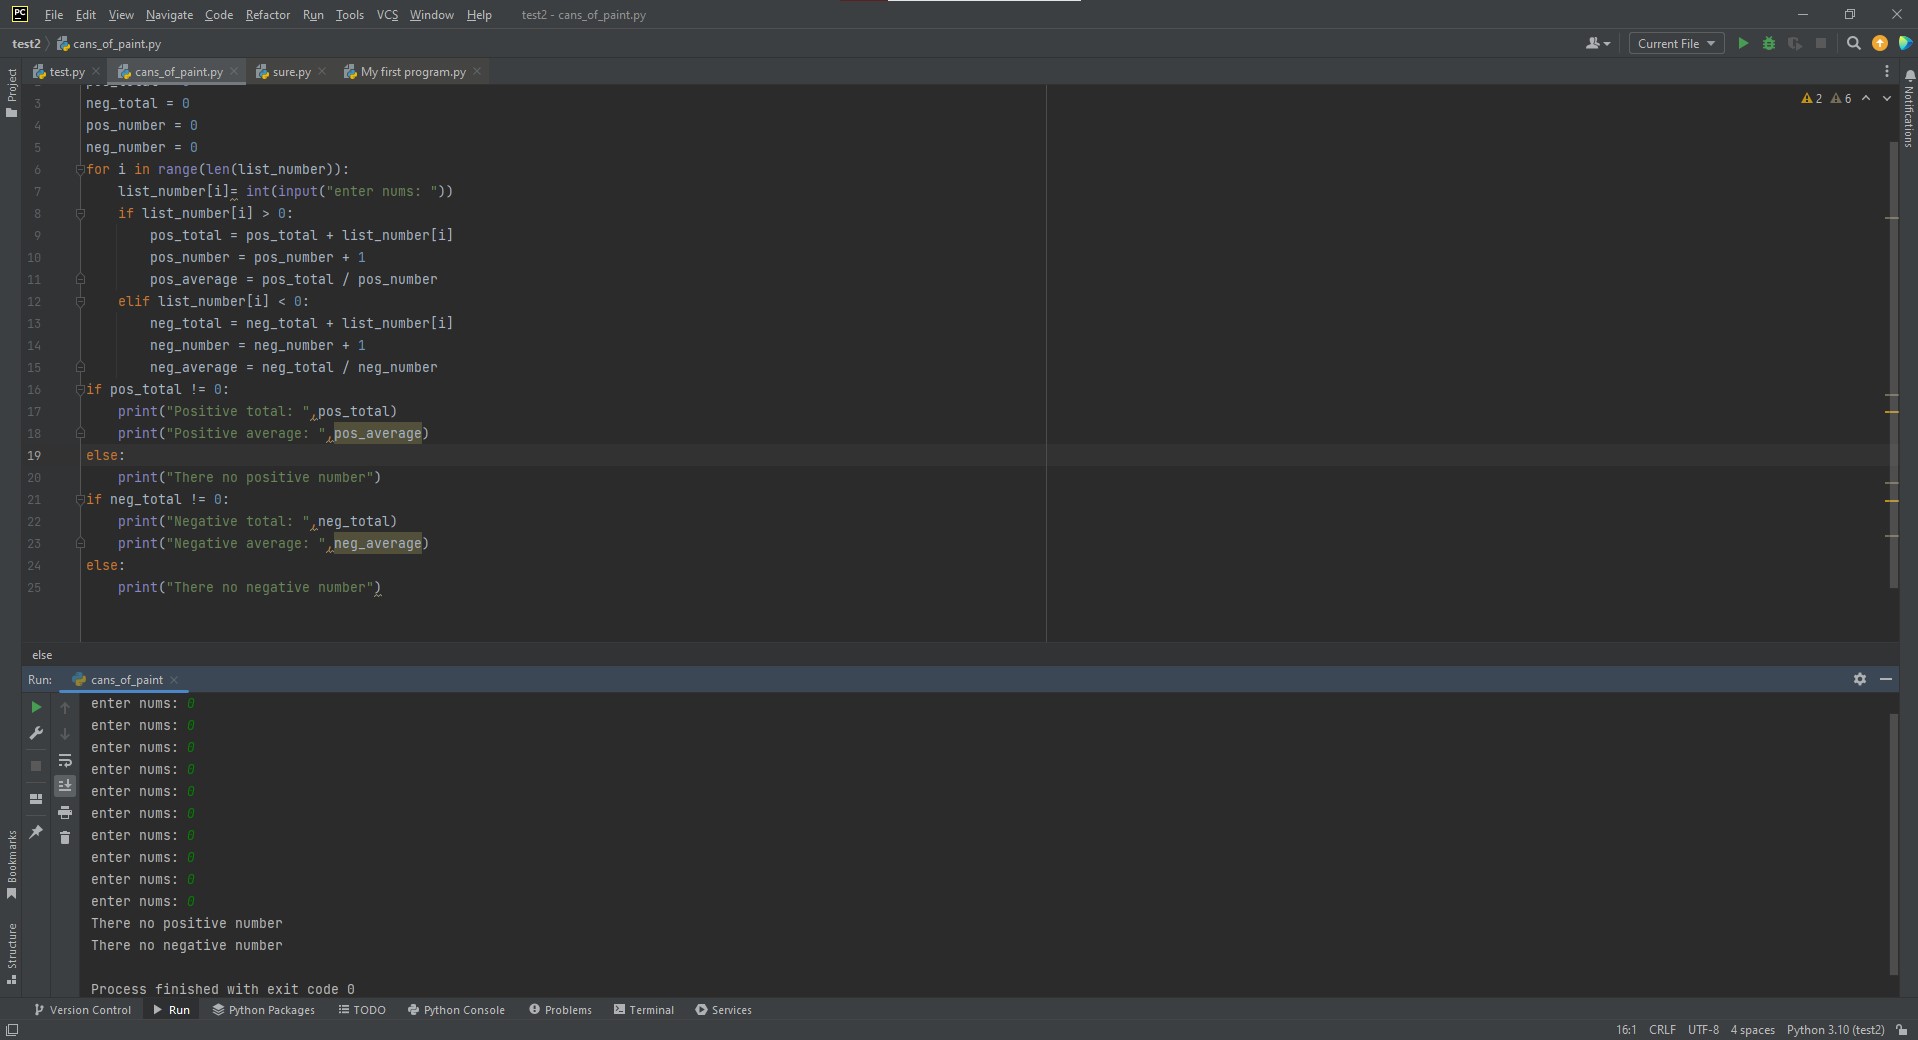 PC File Edit View Navigate Code Refactor Run Tools VCS Window Help test2 - cans_of_paint.py
test2 cans_of_paint.py Current File
Project
test.py cans_of_paint.py sure.py My first program.py
Notifications
2 6
3 neg_total = 0
4 pos_number = 0
5 neg_number = 0
6 for i in range(len(list_number)):
7 list_number[i]= int(input("enter nums: "))
8 if list_number[i] > 0:
9 pos_total = pos_total + list_number[i]
10 pos_number = pos_number + 1
11 pos_average = pos_total / pos_number
12 elif list_number[i] < 0:
13 neg_total = neg_total + list_number[i]
14 neg_number = neg_number + 1
15 neg_average = neg_total / neg_number
16 if pos_total != 0:
17 print("Positive total: ",pos_total)
18 print("Positive average: ",pos_average)
19 else:
20 print("There no positive number")
21 if neg_total != 0:
22 print("Negative total: ",neg_total)
23 print("Negative average: ",neg_average)
24 else:
25 print("There no negative number")
else
Run: cans_of_paint
enter nums: 0
enter nums: 0
enter nums: 0
enter nums: 0
enter nums: 0
enter nums: 0
enter nums: 0
enter nums: 0
enter nums: 0
enter nums: 0
There no positive number
There no negative number
Process finished with exit code 0
Bookmarks
Structure
Version Control Run Python Packages TODO Python Console Problems Terminal Services
16:1 CRLF UTF-8 4 spaces Python 3.10 (test2)